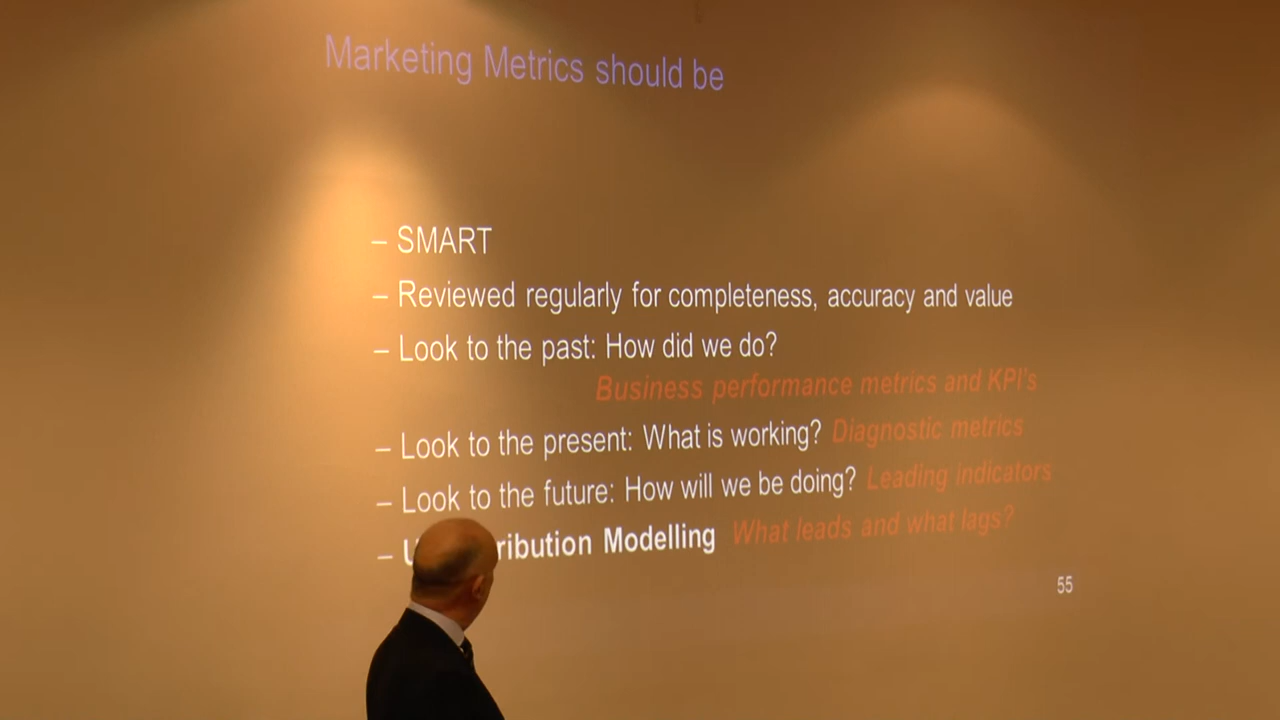 Marketing Metrics should be
– SMART
– Reviewed regularly for completeness, accuracy and value
– Look to the past: How did we do?
Business performance metrics and KPI's
– Look to the present: What is working? Diagnostic metrics
– Look to the future: How will we be doing? Leading indicators
– Modelling What leads and what lags?
55